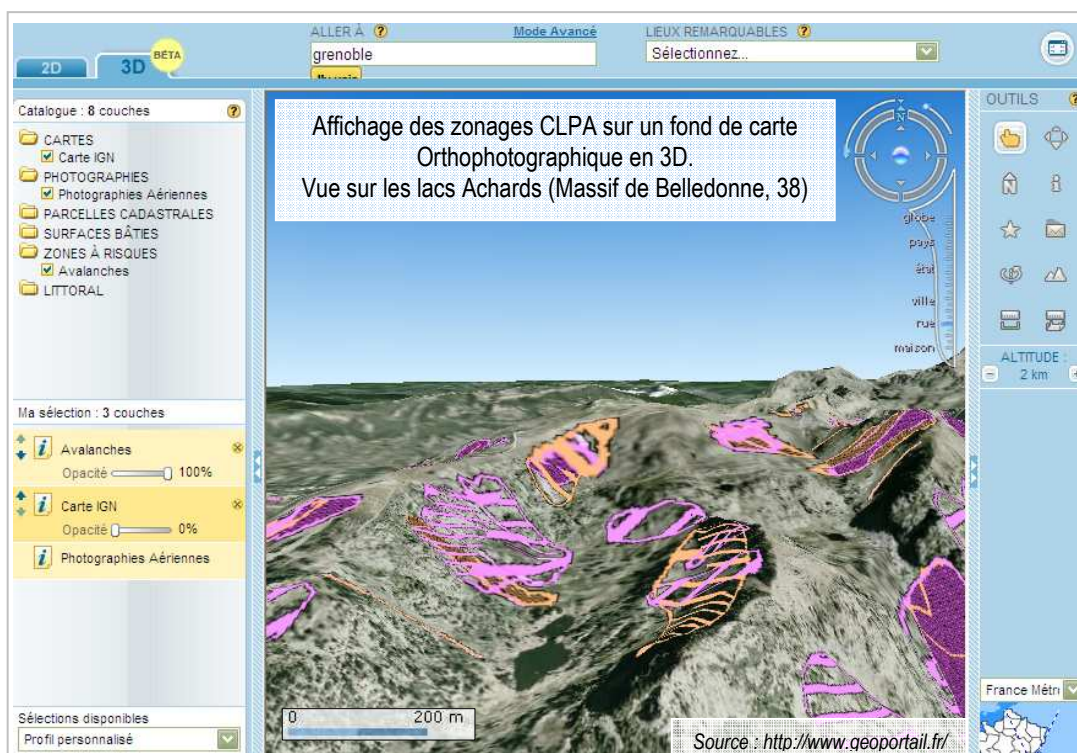 2D
3D
BÉTA
ALLER À ?
Mode Avancé
grenoble
LIEUX REMARQUABLES ?
Sélectionnez...
Catalogue : 8 couches ?
CARTES
Carte IGN
PHOTOGRAPHIES
Photographies Aériennes
PARCELLES CADASTRALES
SURFACES BÂTIES
ZONES À RISQUES
Avalanches
LITTORAL
Ma sélection : 3 couches
i Avalanches
Opacité 100%
i Carte IGN
Opacité 0%
i Photographies Aériennes
Sélections disponibles
Profil personnalisé
Affichage des zonages CLPA sur un fond de carte
Orthophotographique en 3D.
Vue sur les lacs Achards (Massif de Belledonne, 38)
N
globe
pays
état
ville
rue
maison
0 200 m
Source : http://www.geoportail.fr/
OUTILS ?
N
i
ALTITUDE :
2 km
France Métr